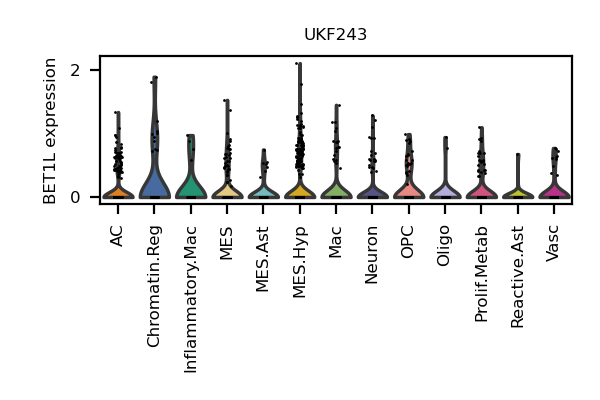 UKF243
BET1L expression
2
0
AC
Chromatin.Reg
Inflammatory.Mac
MES
MES.Ast
MES.Hyp
Mac
Neuron
OPC
Oligo
Prolif.Metab
Reactive.Ast
Vasc